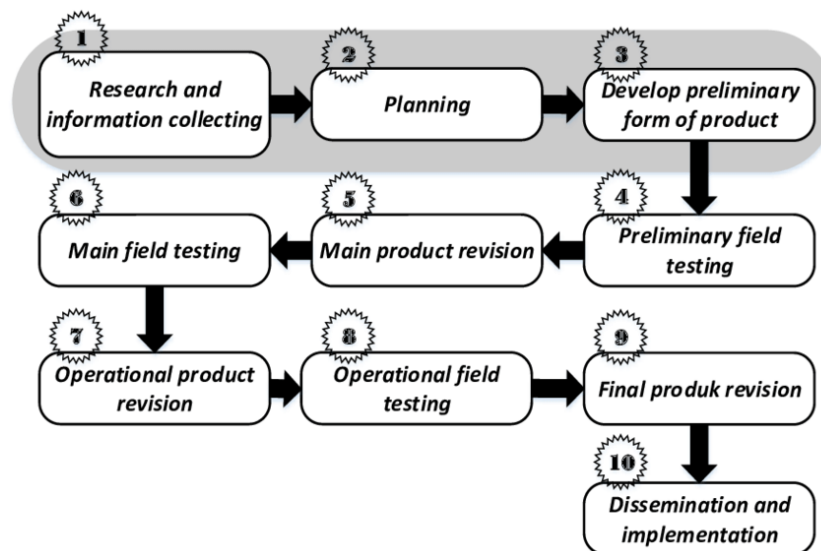 1
Research and
information collecting
2
Planning
3
Develop preliminary
form of product
4
Preliminary field
testing
5
Main product revision
6
Main field testing
7
Operational product
revision
8
Operational field
testing
9
Final produk revision
10
Dissemination and
implementation